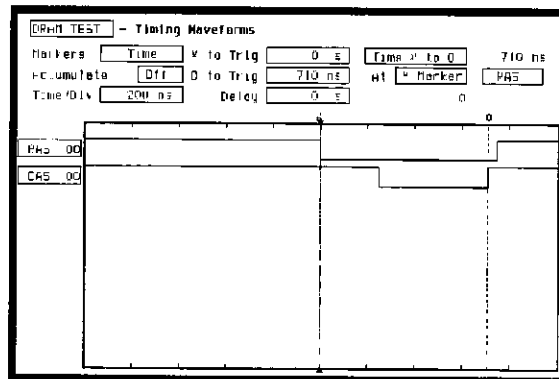 DRAM TEST - Timing Waveforms
Markers Time X to Trig 0 s Time X to O 710 ns
Accumulate Off O to Trig 710 ns At X Marker RAS
Time/Div 200 ns Delay 0 s 0
0
RAS 00
CAS 00